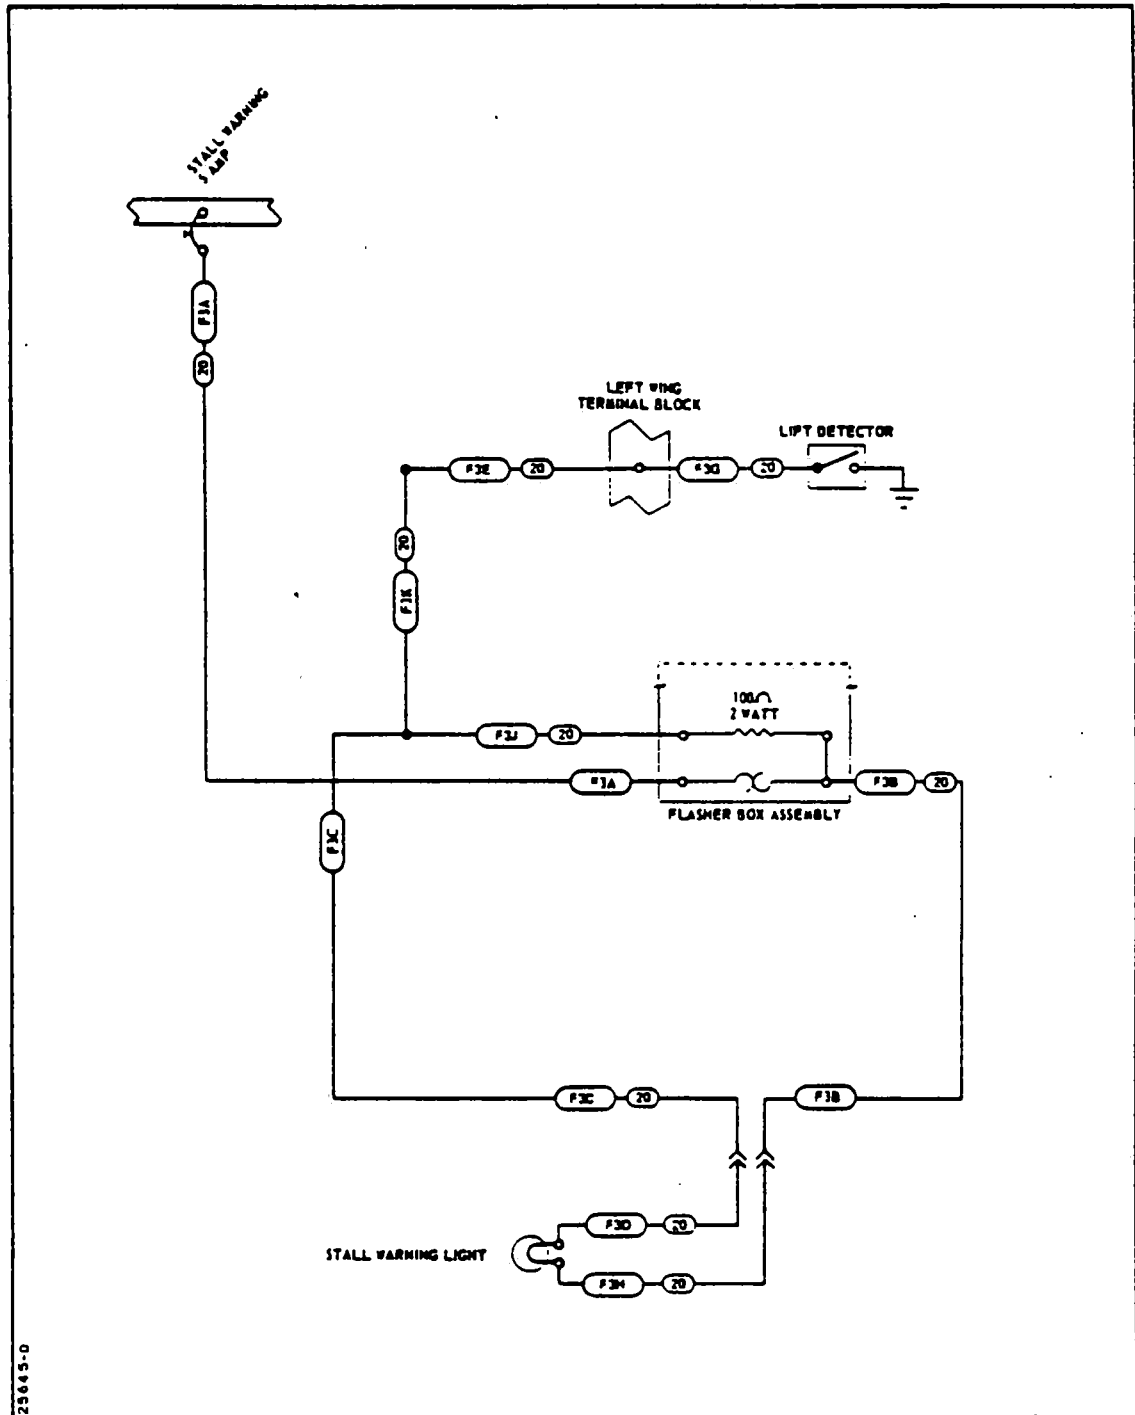 STALL WARNING
5 AMP
F3A
20
LEFT WING
TERMINAL BLOCK
LIFT DETECTOR
F3E
20
F3G
20
20
F3K
100Ω
2 WATT
F3J
20
F3A
F3B
20
FLASHER BOX ASSEMBLY
F3C
F3C
20
F3B
F3D
20
STALL WARNING LIGHT
F3H
20
25645-D